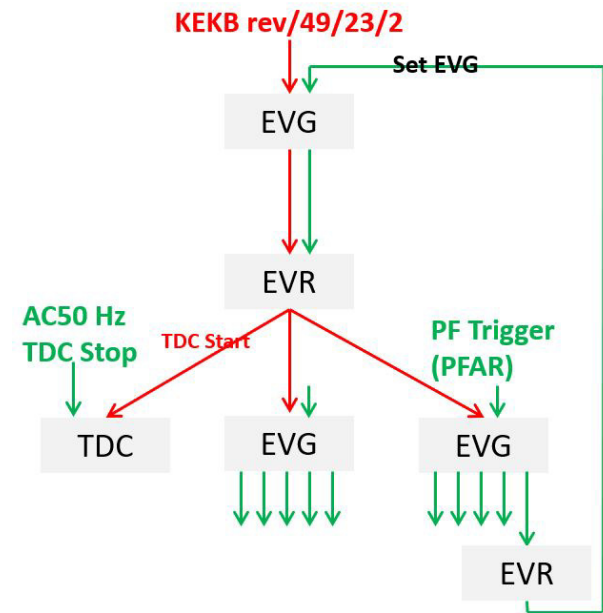 KEKB rev/49/23/2
Set EVG
EVG
EVR
AC50 Hz
TDC Stop
TDC Start
PF Trigger
(PFAR)
TDC
EVG
EVG
EVR